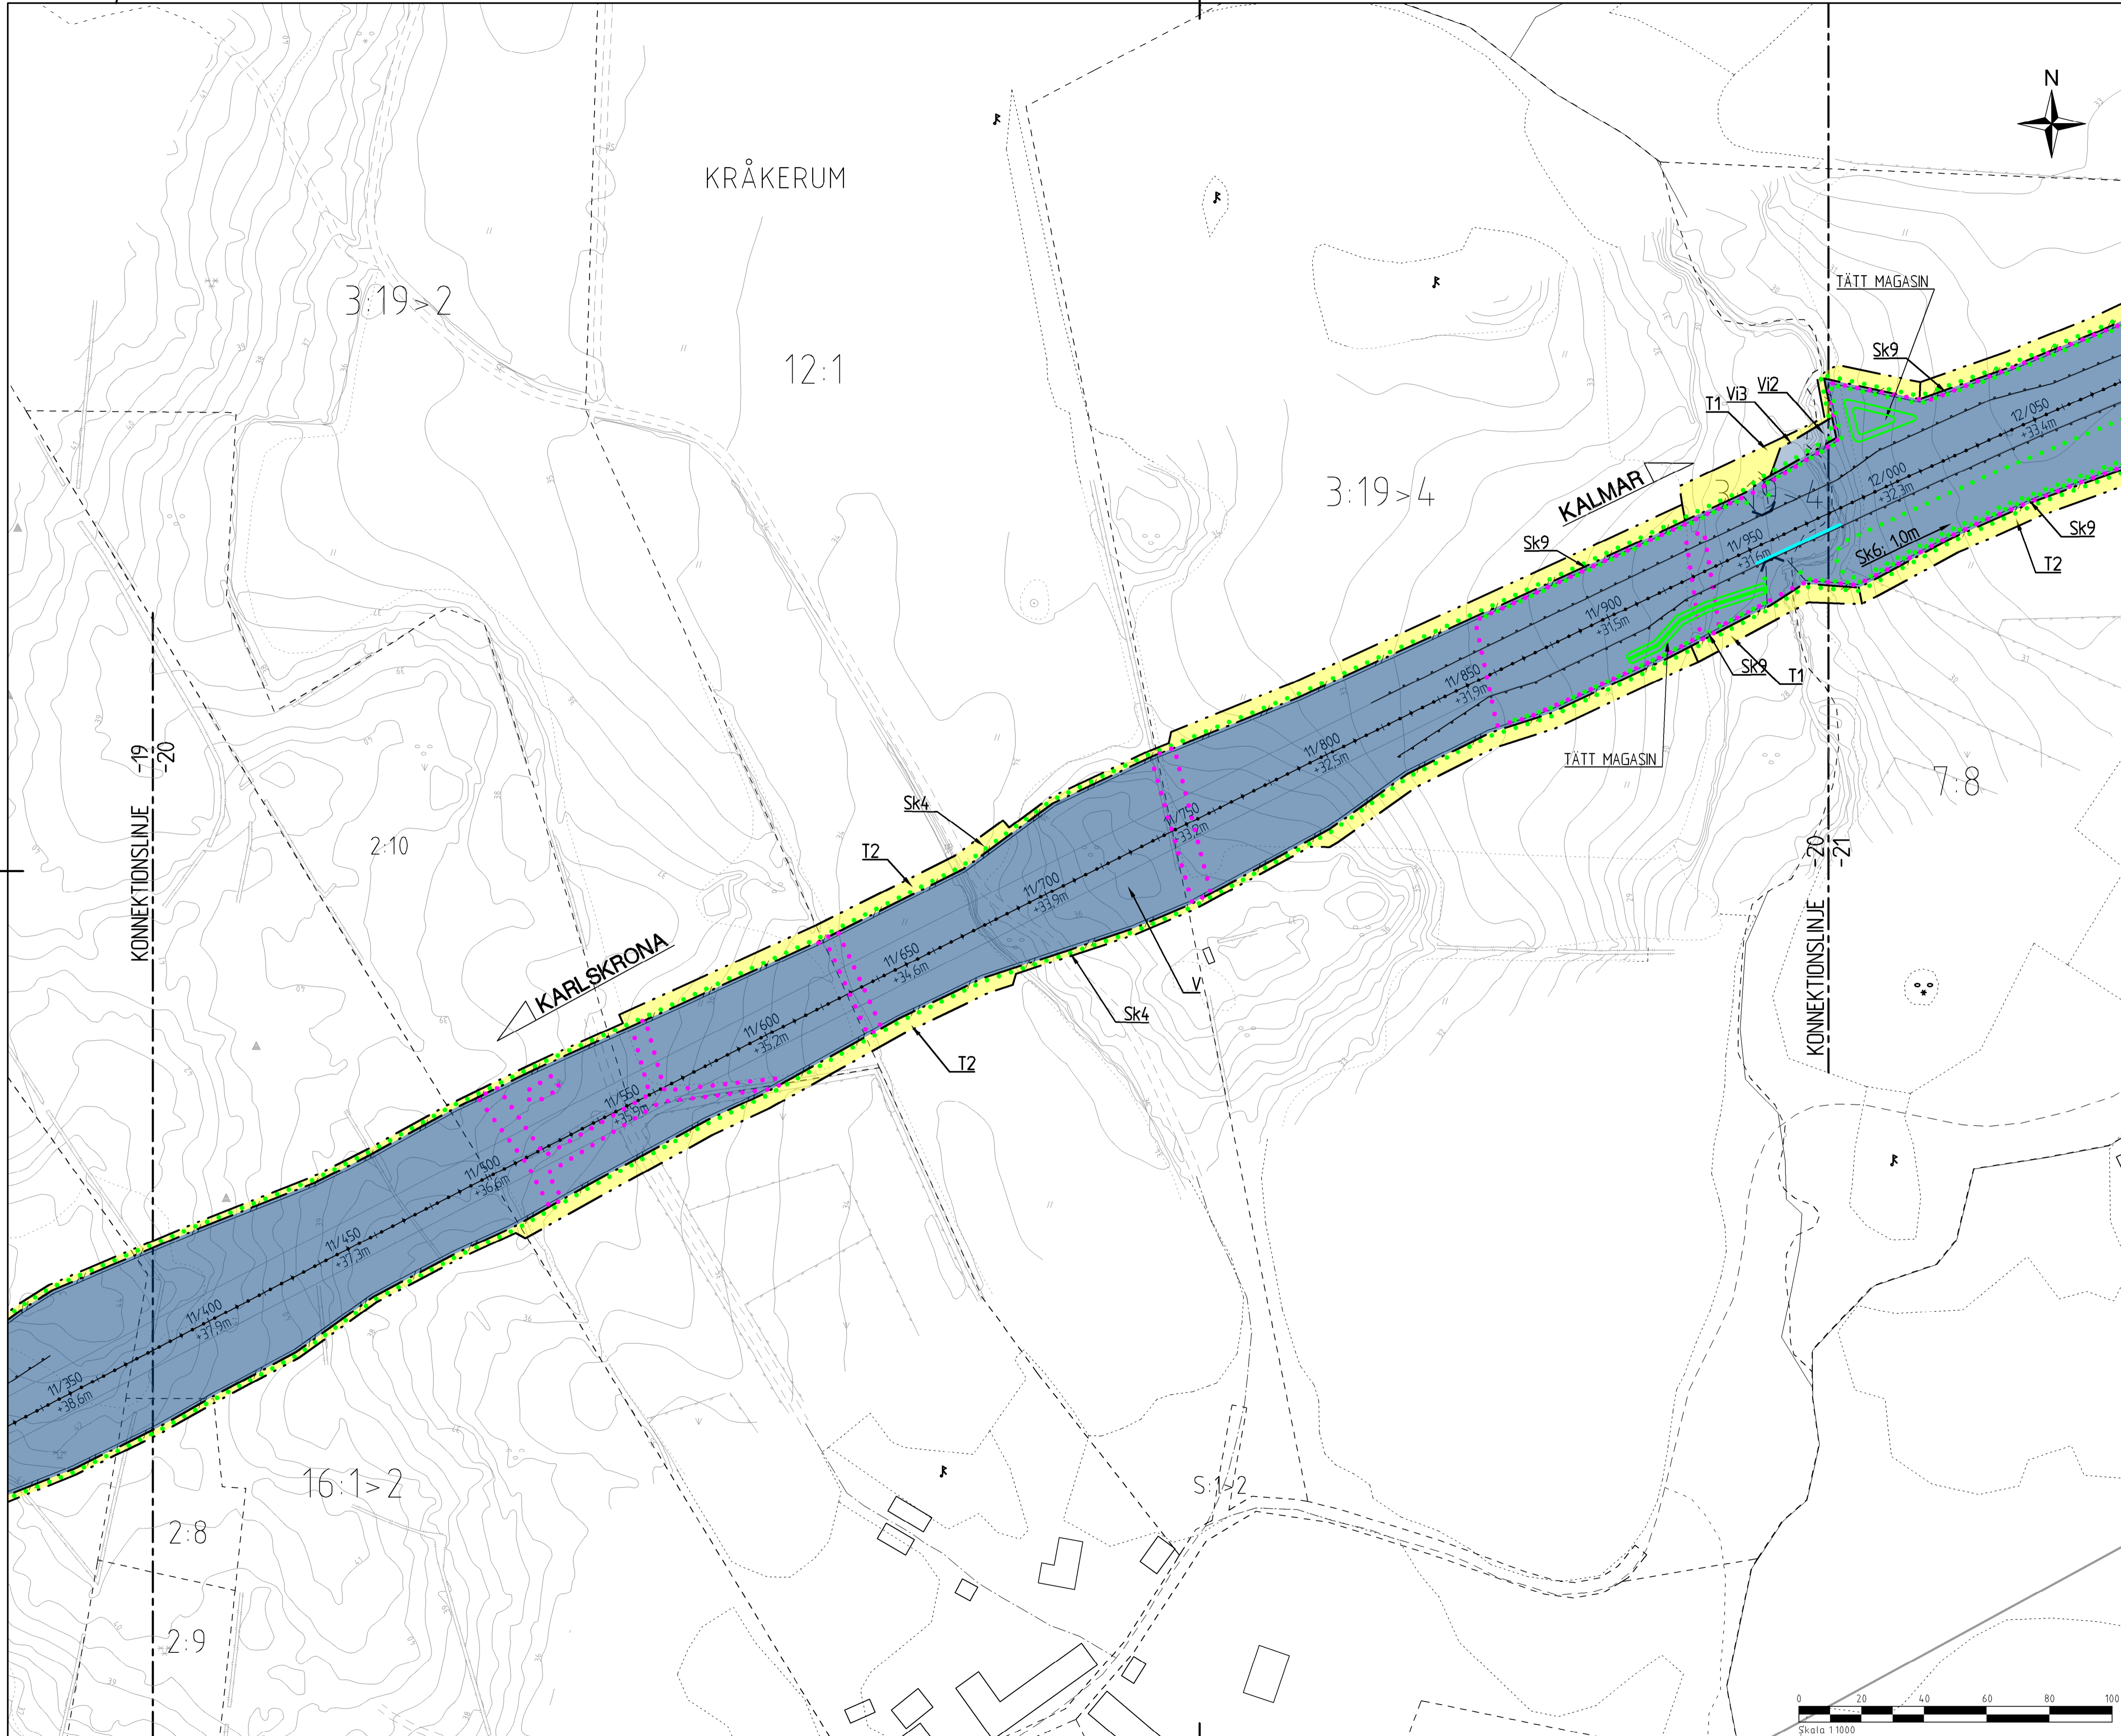 N
KRÅKERUM
TÄTT MAGASIN
3:19>2
Sk9
12:1
Vi2
Vi3
T1
12/050
+33,4m
KALMAR
3:19>4
12/000
+32,3m
Sk9
Sk6: 1,0m
T2
Sk9
11/950
+31,6m
11/900
+31,5m
Sk9
T1
11/850
+31,9m
TÄTT MAGASIN
7:8
11/800
+32,5m
-19
-20
KONNEKTIONSLINJE
11/750
+33,2m
Sk4
T2
2:10
-20
-21
KONNEKTIONSLINJE
11/700
+33,9m
V
Sk4
11/650
+34,6m
KARLSKRONA
11/600
+35,2m
T2
11/550
+35,9m
11/500
+36,6m
11/450
+37,3m
11/400
+37,9m
11/350
+38,6m
16:1>2
S:1>2
2:8
2:9
0 20 40 60 80 100
Skala 1:1000